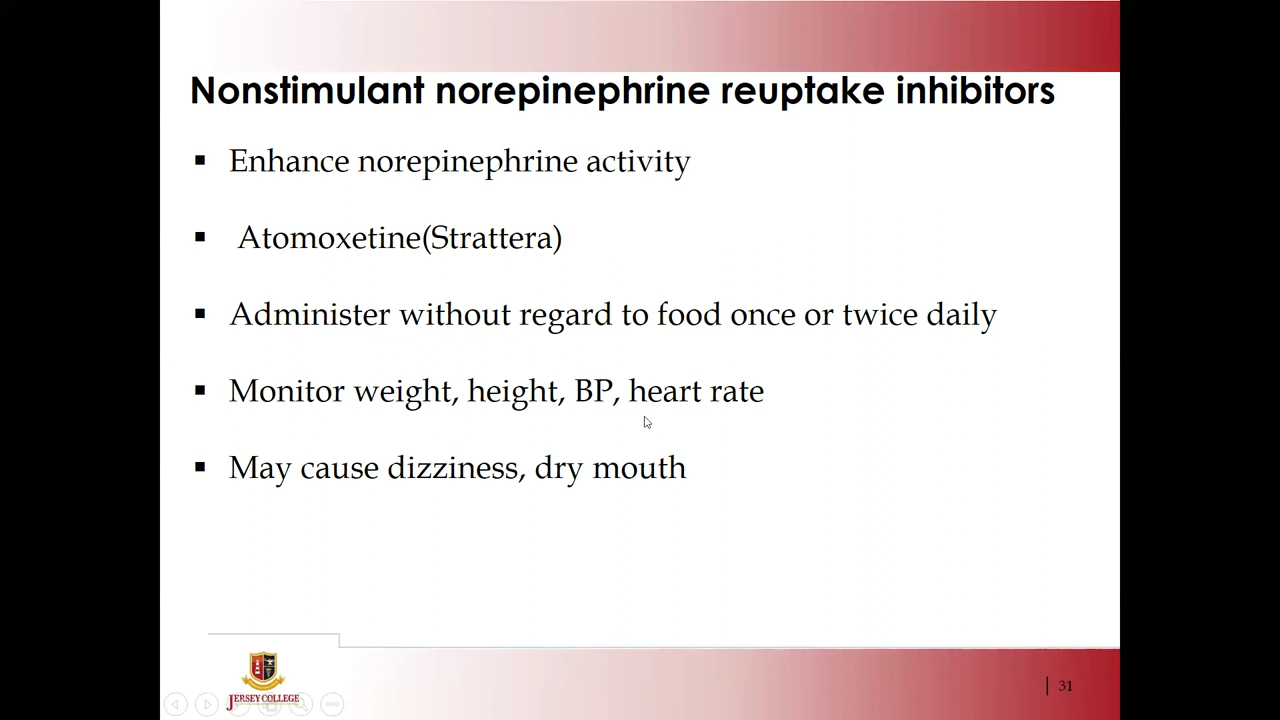 Nonstimulant norepinephrine reuptake inhibitors
▪ Enhance norepinephrine activity
▪ Atomoxetine(Strattera)
▪ Administer without regard to food once or twice daily
▪ Monitor weight, height, BP, heart rate
▪ May cause dizziness, dry mouth
JERSEY COLLEGE
| 31